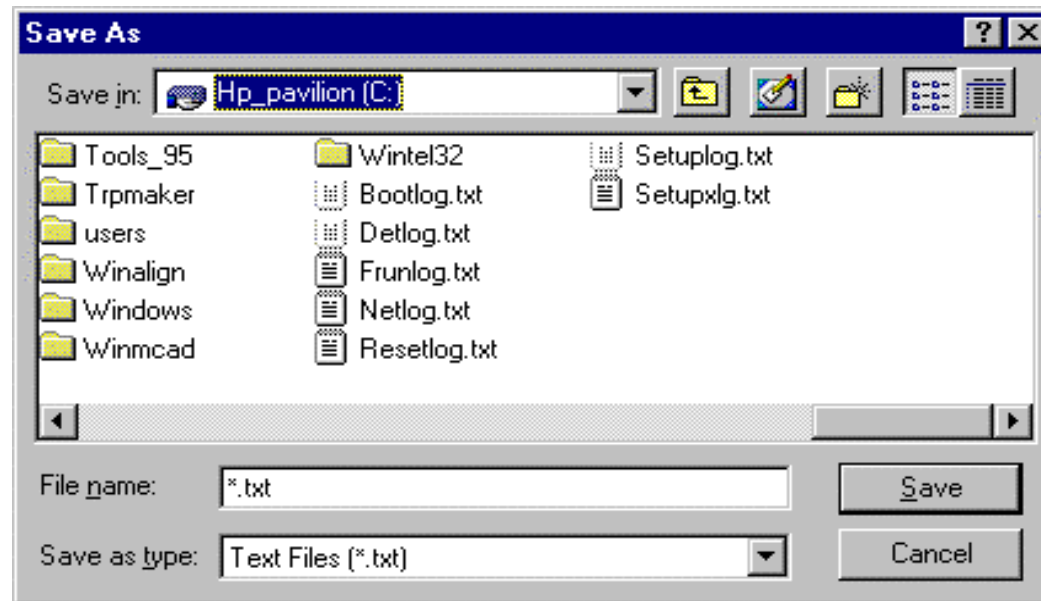 Save As
Save in: Hp_pavilion (C:)
Tools_95 Wintel32 Setuplog.txt
Trpmaker Bootlog.txt Setupxlg.txt
users Detlog.txt
Winalign Frunlog.txt
Windows Netlog.txt
Winmcad Resetlog.txt
File name: *.txt Save
Save as type: Text Files (*.txt) Cancel